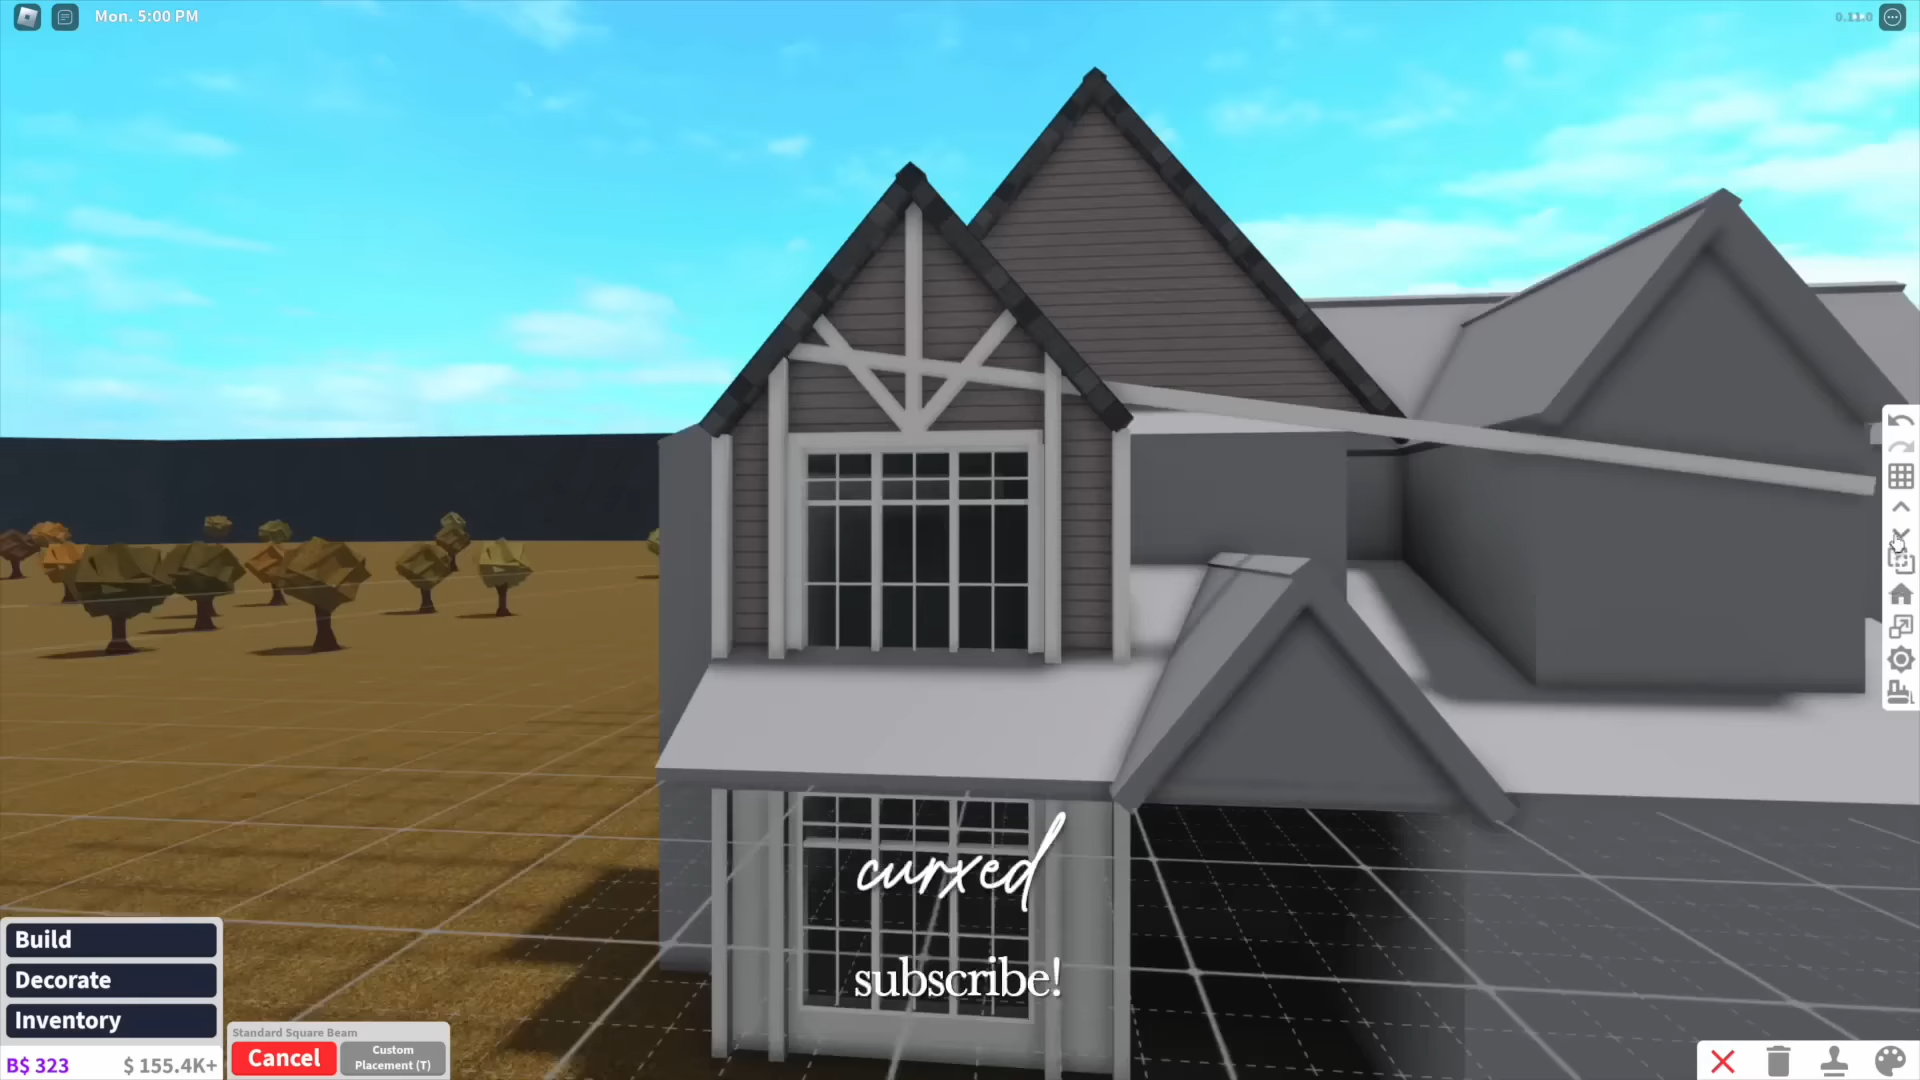 Mon. 5:00 PM
0.11.0
curxed
subscribe!
Build
Decorate
Inventory
B$ 323
$ 155.4K+
Standard Square Beam
Cancel
Custom
Placement (T)